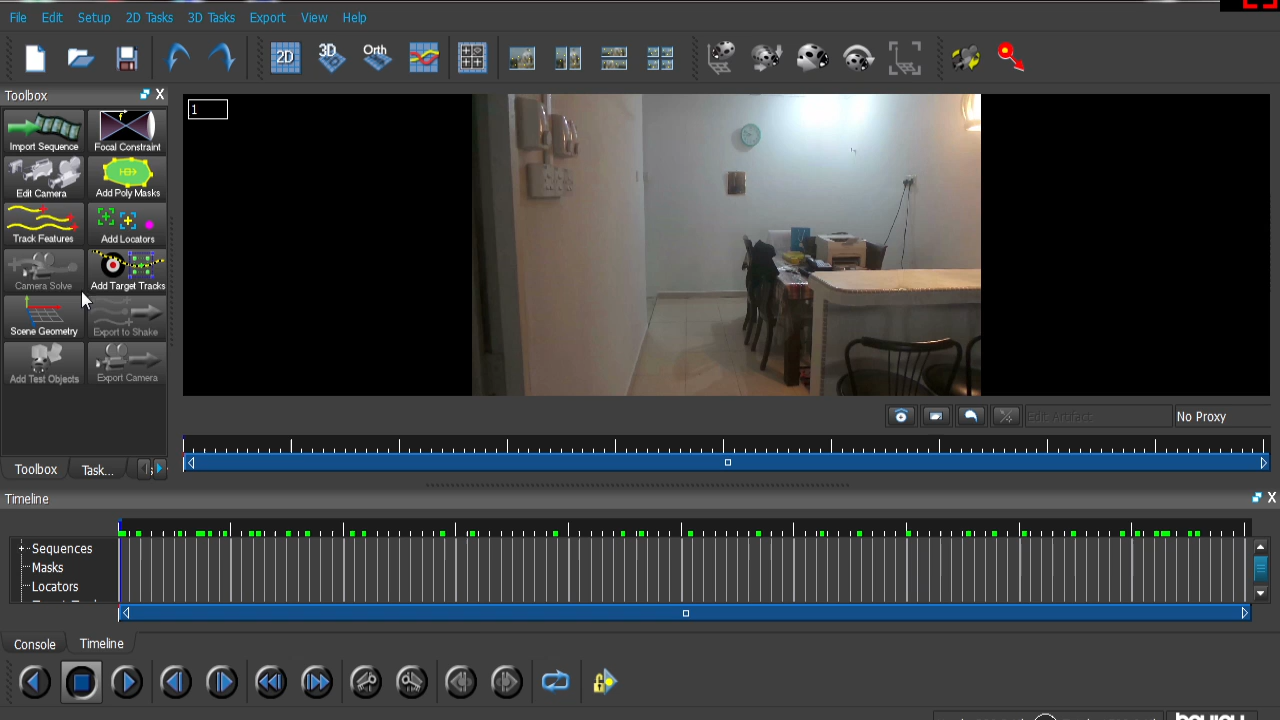 File Edit Setup 2D Tasks 3D Tasks Export View Help
2D 3D Orth
Toolbox
1
Import Sequence Focal Constraint
Edit Camera Add Poly Masks
Track Features Add Locators
Camera Solve Add Target Tracks
Scene Geometry Export to Shake
Add Test Objects Export Camera
Edit Artifact No Proxy
Toolbox Task...
Timeline
Sequences
Masks
Locators
Console Timeline